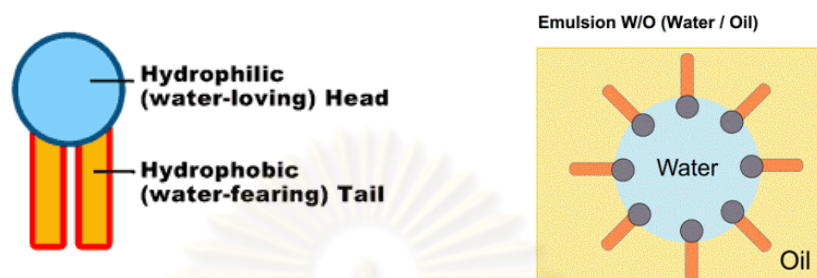 Hydrophilic
(water-loving) Head
Hydrophobic
(water-fearing) Tail
Emulsion W/O (Water / Oil)
Water
Oil